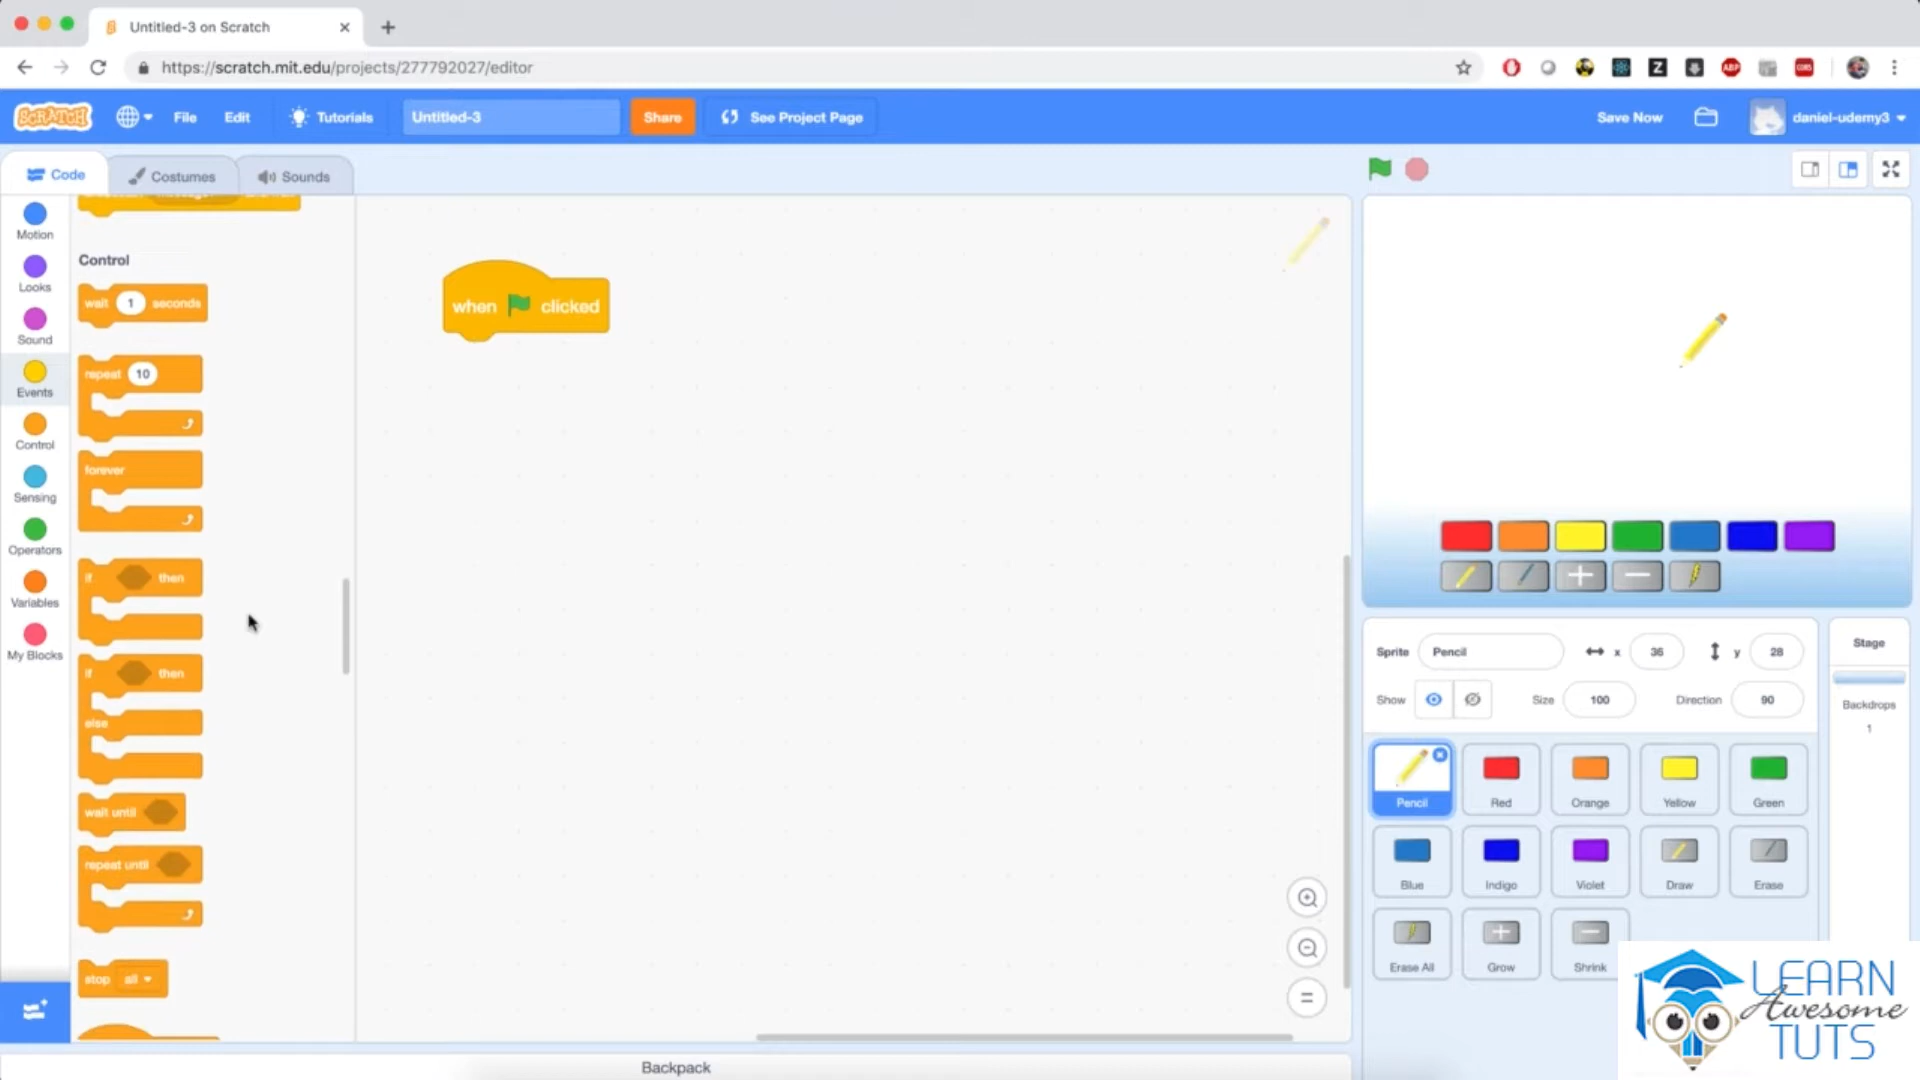 Untitled-3 on Scratch
https://scratch.mit.edu/projects/277792027/editor
ABP
CORS
Z
SCRATCH
File
Edit
Tutorials
Untitled-3
Share
See Project Page
Save Now
daniel-udemy3
Code
Costumes
Sounds
Motion
Looks
Sound
Events
Control
Sensing
Operators
Variables
My Blocks
Control
wait 1 seconds
repeat 10
forever
if then
if then
else
wait until
repeat until
stop all
when clicked
Backpack
Sprite Pencil x 36 y 28
Show Size 100 Direction 90
Pencil
Red
Orange
Yellow
Green
Blue
Indigo
Violet
Draw
Erase
Erase All
Grow
Shrink
Stage
Backdrops
1
LEARN
Awesome
TUTS